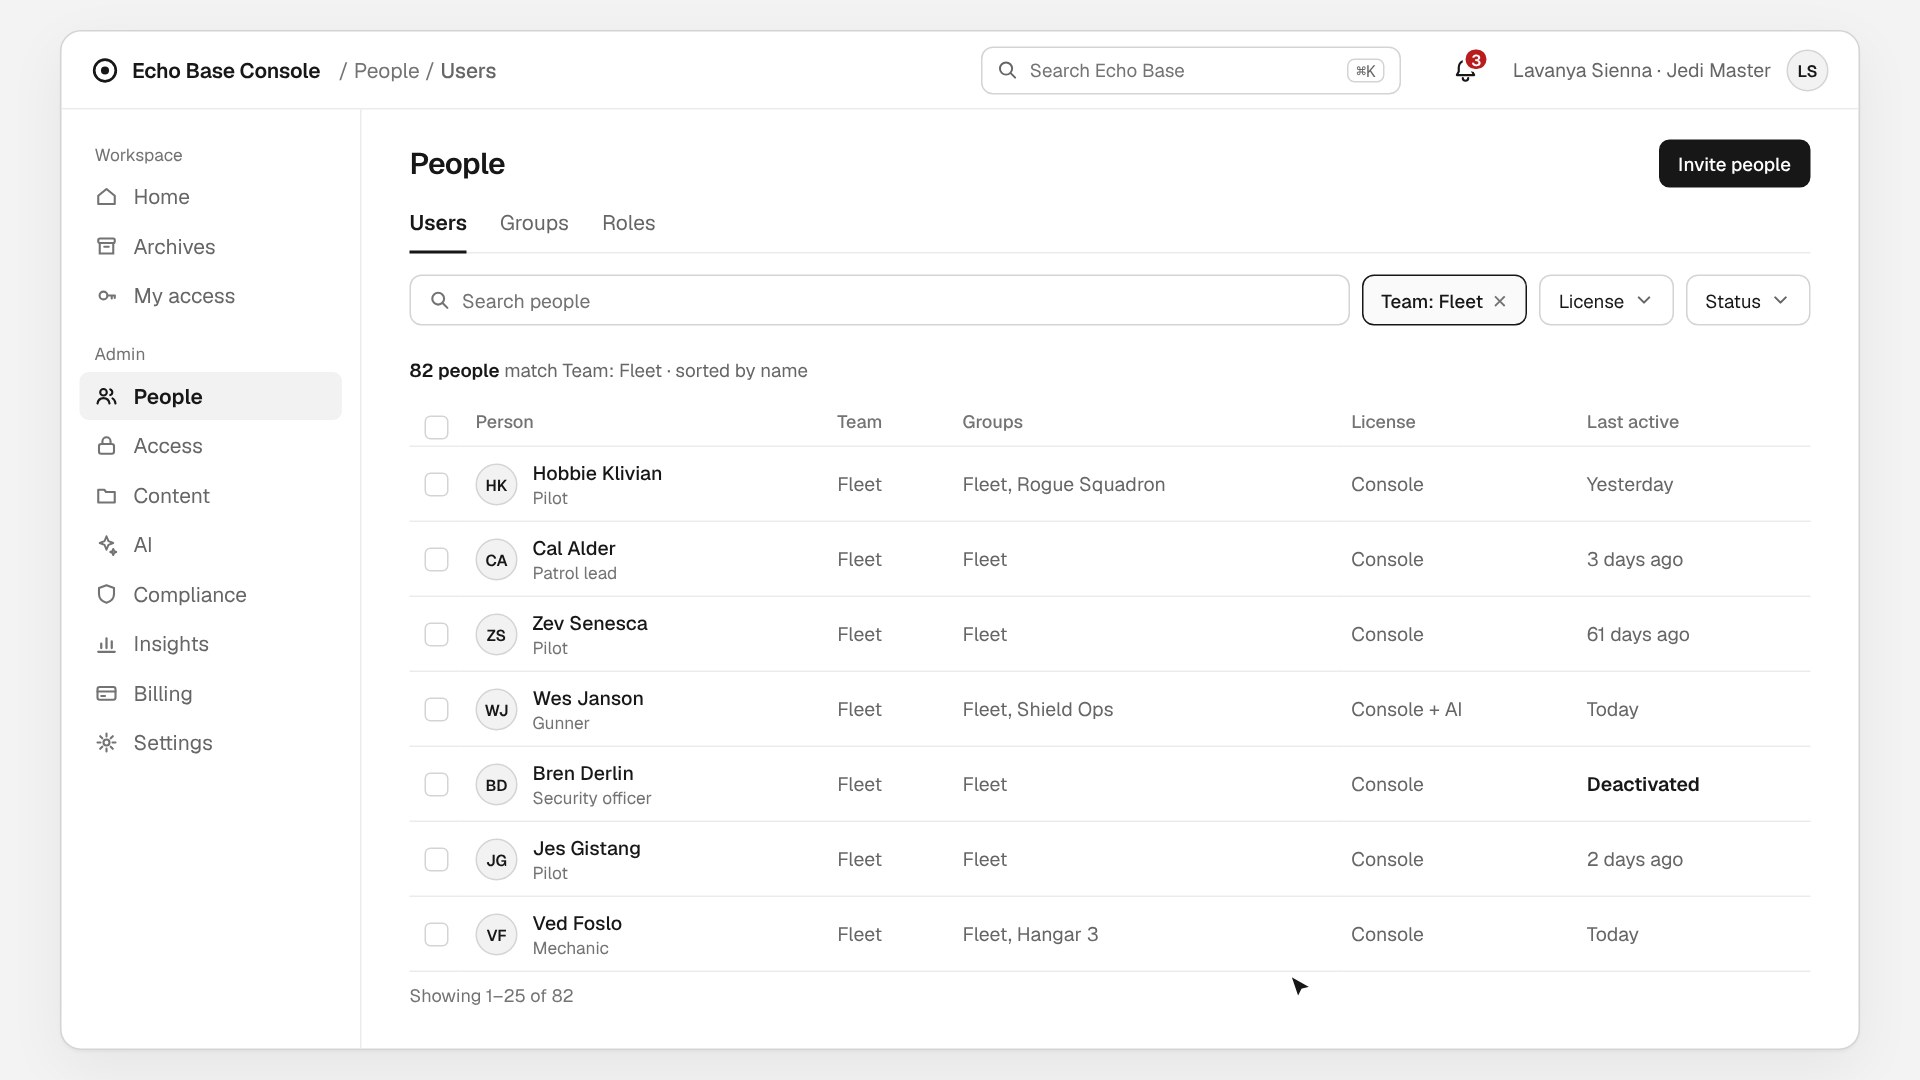 Echo Base Console / People / Users
Search Echo Base ⌘K
3
Lavanya Sienna · Jedi Master LS
Workspace
Home
Archives
My access
Admin
People
Access
Content
AI
Compliance
Insights
Billing
Settings
People
Invite people
Users Groups Roles
Search people
Team: Fleet ×
License
Status
82 people match Team: Fleet · sorted by name
Person Team Groups License Last active
HK Hobbie Klivian Fleet Fleet, Rogue Squadron Console Yesterday
Pilot
CA Cal Alder Fleet Fleet Console 3 days ago
Patrol lead
ZS Zev Senesca Fleet Fleet Console 61 days ago
Pilot
WJ Wes Janson Fleet Fleet, Shield Ops Console + AI Today
Gunner
BD Bren Derlin Fleet Fleet Console Deactivated
Security officer
JG Jes Gistang Fleet Fleet Console 2 days ago
Pilot
VF Ved Foslo Fleet Fleet, Hangar 3 Console Today
Mechanic
Showing 1–25 of 82